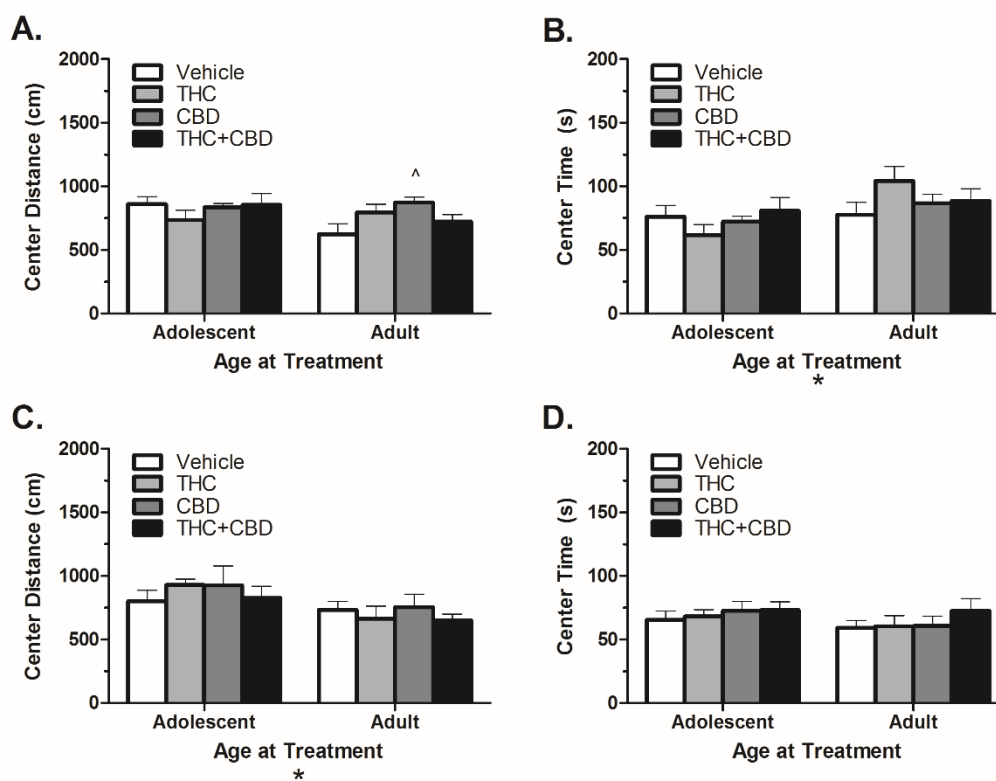 A.
Center Distance (cm)
2000
1500
1000
500
0
Vehicle
THC
CBD
THC+CBD
^
Adolescent
Adult
Age at Treatment
B.
Center Time (s)
200
150
100
50
0
Vehicle
THC
CBD
THC+CBD
Adolescent
Adult
Age at Treatment
*
C.
Center Distance (cm)
2000
1500
1000
500
0
Vehicle
THC
CBD
THC+CBD
Adolescent
Adult
Age at Treatment
*
D.
Center Time (s)
200
150
100
50
0
Vehicle
THC
CBD
THC+CBD
Adolescent
Adult
Age at Treatment